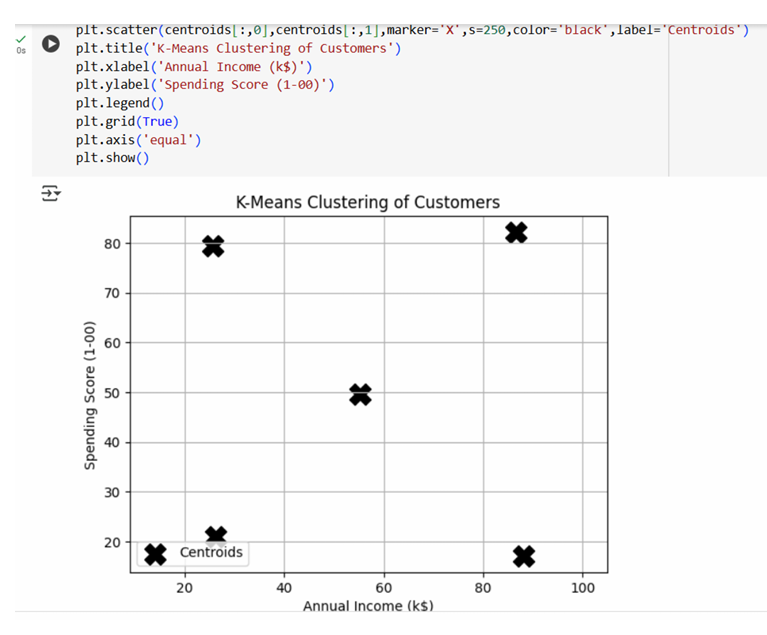 plt.scatter(centroids[:,0],centroids[:,1],marker='X',s=250,color='black',label='Centroids')
plt.title('K-Means Clustering of Customers')
plt.xlabel('Annual Income (k$)')
plt.ylabel('Spending Score (1-00)')
plt.legend()
plt.grid(True)
plt.axis('equal')
plt.show()
0s
K-Means Clustering of Customers
80
70
60
50
40
30
20
Spending Score (1-00)
Centroids
20 40 60 80 100
Annual Income (k$)